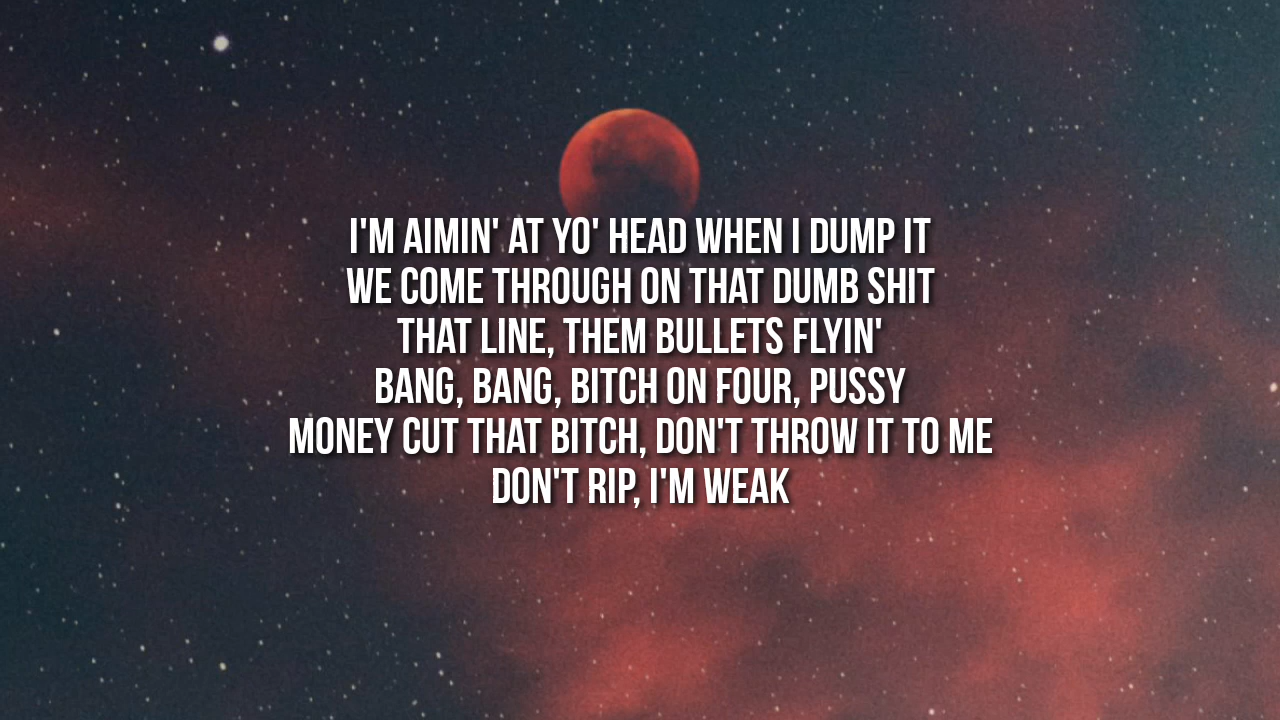 I'M AIMIN' AT YO' HEAD WHEN I DUMP IT
WE COME THROUGH ON THAT DUMB SHIT
THAT LINE, THEM BULLETS FLYIN'
BANG, BANG, BITCH ON FOUR, PUSSY
MONEY CUT THAT BITCH, DON'T THROW IT TO ME
DON'T RIP, I'M WEAK